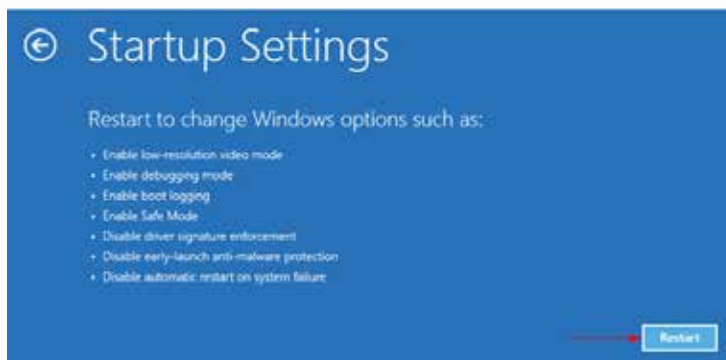 Startup Settings
Restart to change Windows options such as:
• Enable low-resolution video mode
• Enable debugging mode
• Enable boot logging
• Enable Safe Mode
• Disable driver signature enforcement
• Disable early-launch anti-malware protection
• Disable automatic restart on system failure
Restart